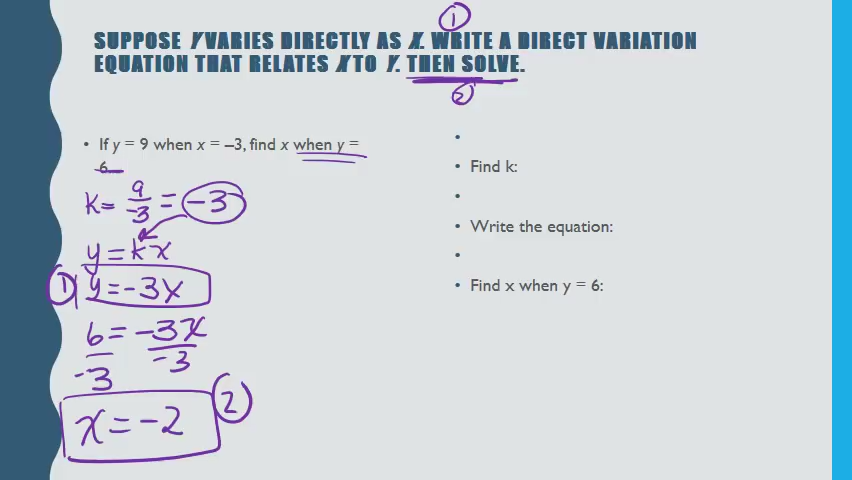 ①
SUPPOSE Y VARIES DIRECTLY AS X. WRITE A DIRECT VARIATION
EQUATION THAT RELATES X TO Y. THEN SOLVE.
②
• If y = 9 when x = –3, find x when y =
6.
k = 9/-3 = -3
y = kx
① y = -3x
6 = -3x
-3 -3
x = -2 ②
•
• Find k:
•
• Write the equation:
•
• Find x when y = 6: